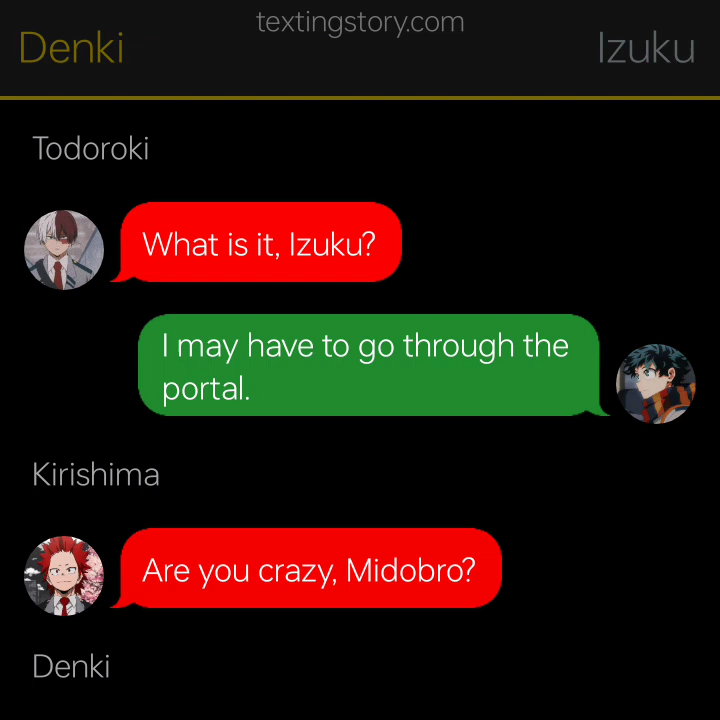 textingstory.com
Denki
Izuku
Todoroki
What is it, Izuku?
I may have to go through the
portal.
Kirishima
Are you crazy, Midobro?
Denki